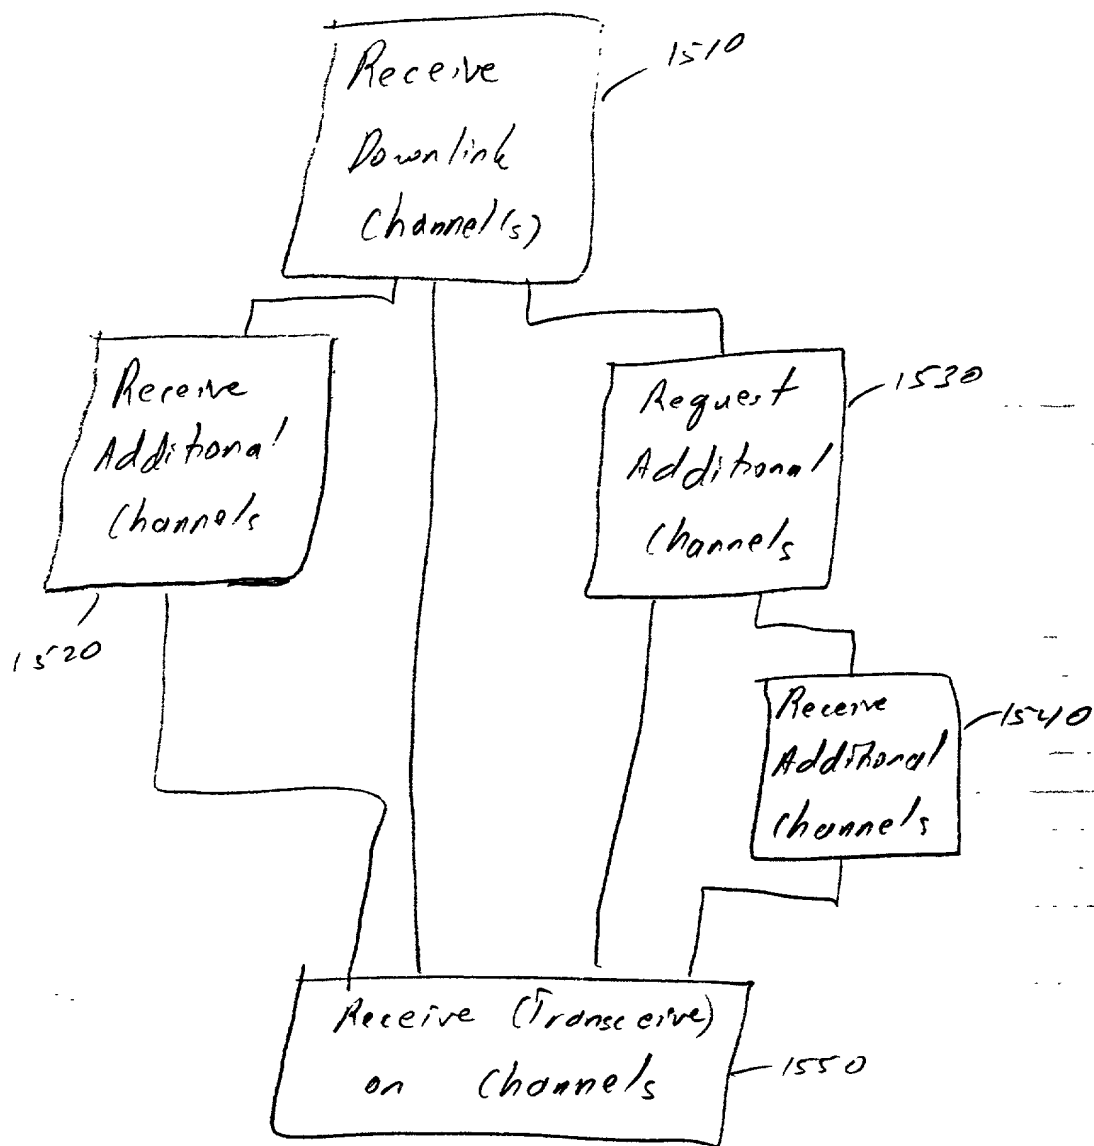 Receive
Downlink
Channel(s)
1510
Receive
Additional
Channels
1520
Request
Additional
Channels
1530
Receive
Additional
Channels
1540
Receive (Transceive)
on Channels
1550